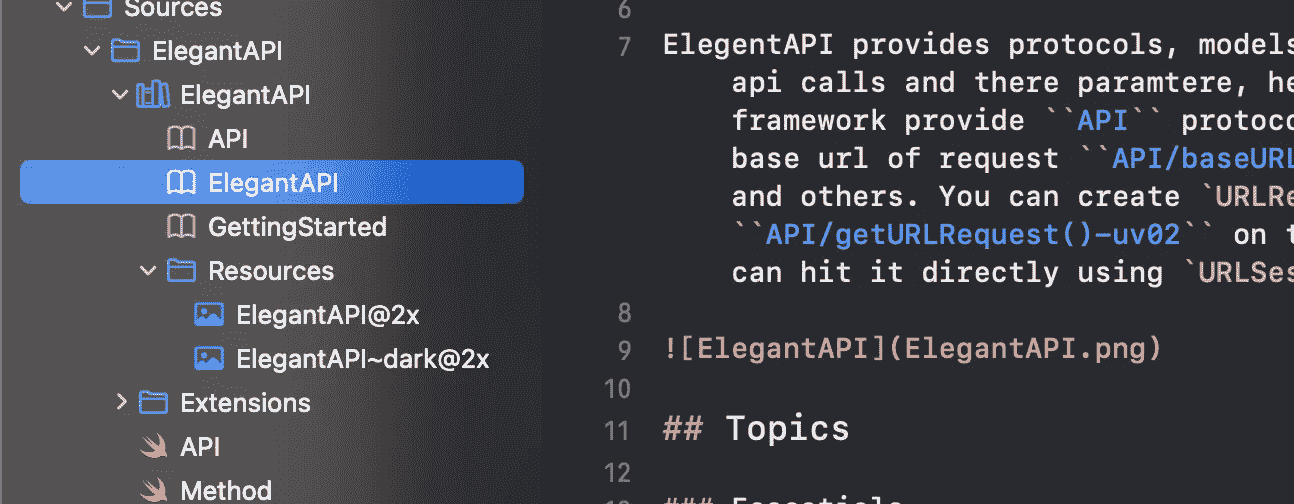 Sources
ElegantAPI
ElegantAPI
API
ElegantAPI
GettingStarted
Resources
ElegantAPI@2x
ElegantAPI~dark@2x
Extensions
API
Method
6
7 ElegentAPI provides protocols, models
api calls and there paramtere, he
framework provide ``API`` protoco
base url of request ``API/baseURL
and others. You can create `URLRe
``API/getURLRequest()-uv02`` on t
can hit it directly using `URLSes
8
9 ![ElegantAPI](ElegantAPI.png)
10
11 ## Topics
12
### Essentials